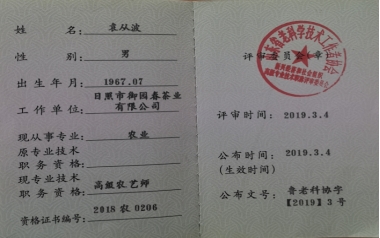 姓 名: 袁从波
性 别: 男
出生年月: 1967.07
工作单位: 日照市御园春茶业
有限公司
现从事专业: 农业
原专业技术
职务资格:
现专业技术
职务资格: 高级农艺师
资格证书编号: 2018农0206
评审委员会章
评审时间: 2019.3.4
公布时间: 2019.3.4
(生效时间)
公布文号: 鲁老科协字
【2019】3号